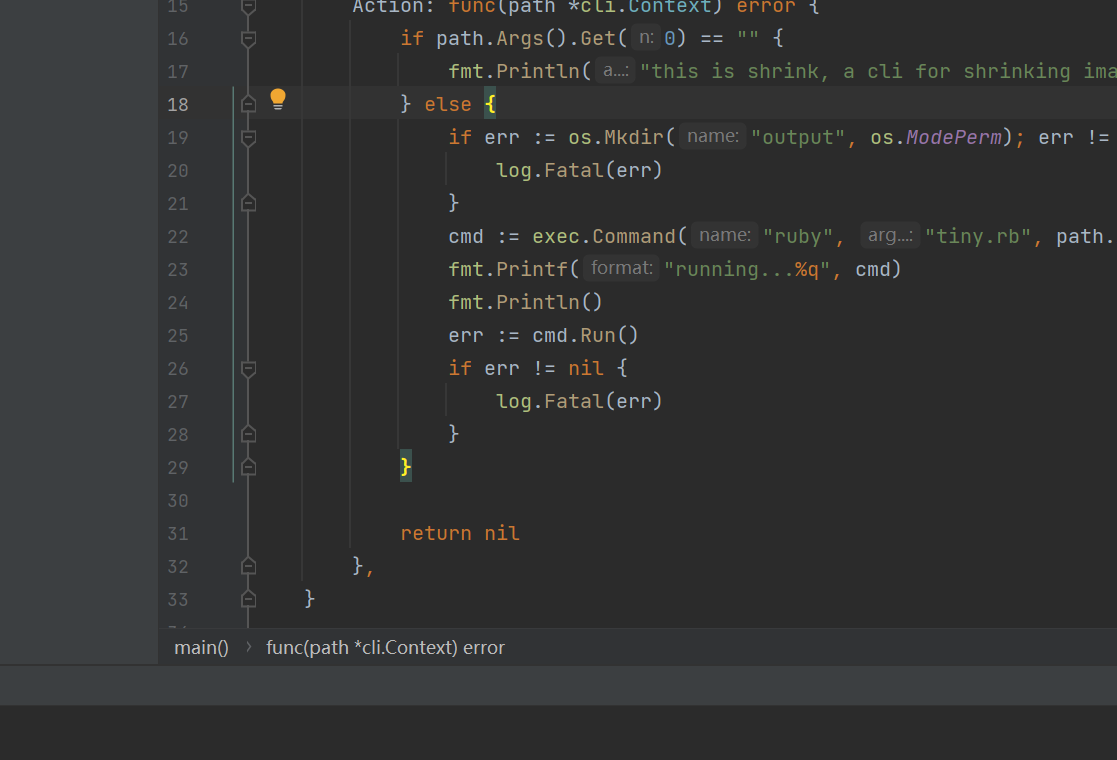 15 Action: func(path *cli.Context) error {
16 if path.Args().Get( n: 0) == "" {
17 fmt.Println( a...: "this is shrink, a cli for shrinking ima
18 } else {
19 if err := os.Mkdir( name: "output", os.ModePerm); err !=
20 log.Fatal(err)
21 }
22 cmd := exec.Command( name: "ruby", arg...: "tiny.rb", path.
23 fmt.Printf( format: "running...%q", cmd)
24 fmt.Println()
25 err := cmd.Run()
26 if err != nil {
27 log.Fatal(err)
28 }
29 }
30
31 return nil
32 },
33 }
main() › func(path *cli.Context) error